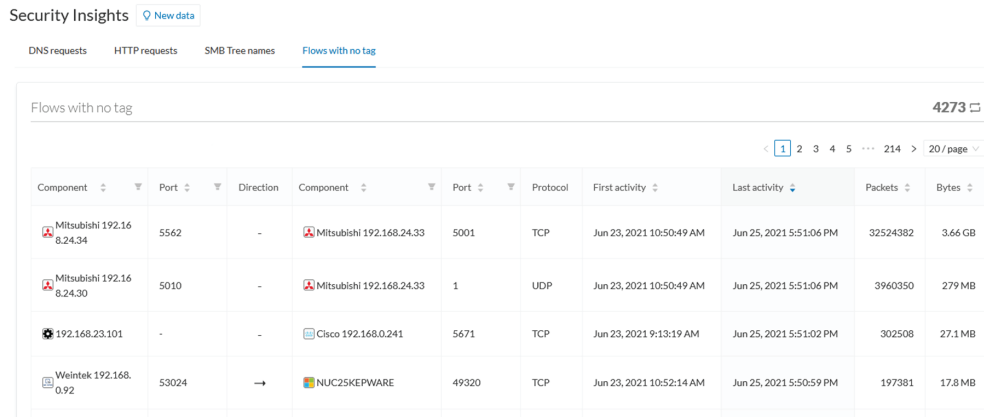 Security Insights New data
DNS requests HTTP requests SMB Tree names Flows with no tag
Flows with no tag 4273
1 2 3 4 5 ••• 214 20 / page
Component Port Direction Component Port Protocol First activity Last activity Packets Bytes
Mitsubishi 192.16
8.24.34 5562 - Mitsubishi 192.168.24.33 5001 TCP Jun 23, 2021 10:50:49 AM Jun 25, 2021 5:51:06 PM 32524382 3.66 GB
Mitsubishi 192.16
8.24.30 5010 - Mitsubishi 192.168.24.33 1 UDP Jun 23, 2021 10:50:49 AM Jun 25, 2021 5:51:06 PM 3960350 279 MB
192.168.23.101 - - Cisco 192.168.0.241 5671 TCP Jun 23, 2021 9:13:19 AM Jun 25, 2021 5:51:02 PM 302508 27.1 MB
Weintek 192.168.
0.92 53024 → NUC25KEPWARE 49320 TCP Jun 23, 2021 10:52:14 AM Jun 25, 2021 5:50:59 PM 197381 17.8 MB